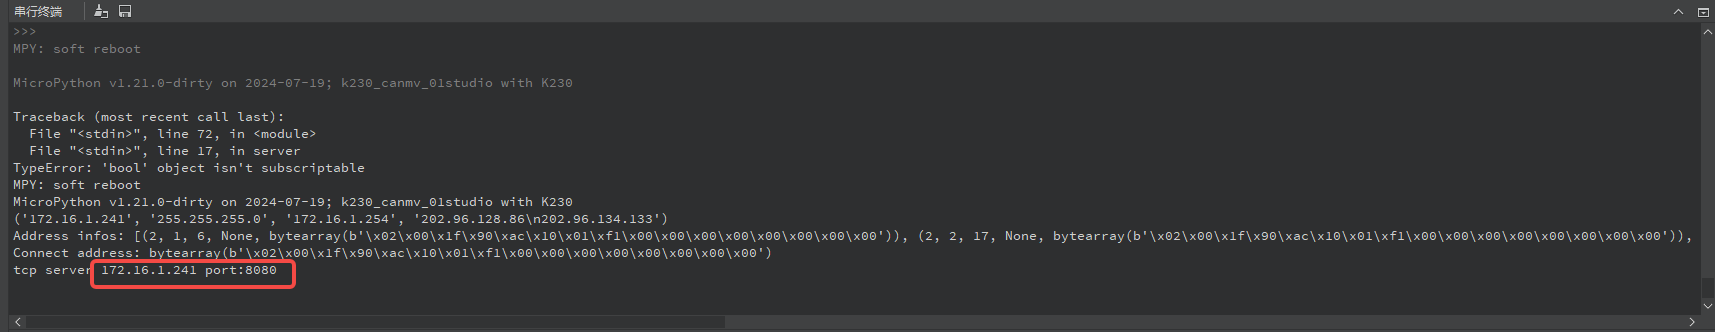 串行终端
>>>
MPY: soft reboot
MicroPython v1.21.0-dirty on 2024-07-19; k230_canmv_01studio with K230
Traceback (most recent call last):
  File "<stdin>", line 72, in <module>
  File "<stdin>", line 17, in server
TypeError: 'bool' object isn't subscriptable
MPY: soft reboot
MicroPython v1.21.0-dirty on 2024-07-19; k230_canmv_01studio with K230
('172.16.1.241', '255.255.255.0', '172.16.1.254', '202.96.128.86\n202.96.134.133')
Address infos: [(2, 1, 6, None, bytearray(b'\x02\x00\x1f\x90\xac\x10\x01\xf1\x00\x00\x00\x00\x00\x00\x00\x00')), (2, 2, 17, None, bytearray(b'\x02\x00\x1f\x90\xac\x10\x01\xf1\x00\x00\x00\x00\x00\x00\x00\x00')),
Connect address: bytearray(b'\x02\x00\x1f\x90\xac\x10\x01\xf1\x00\x00\x00\x00\x00\x00\x00\x00')
tcp server 172.16.1.241 port:8080